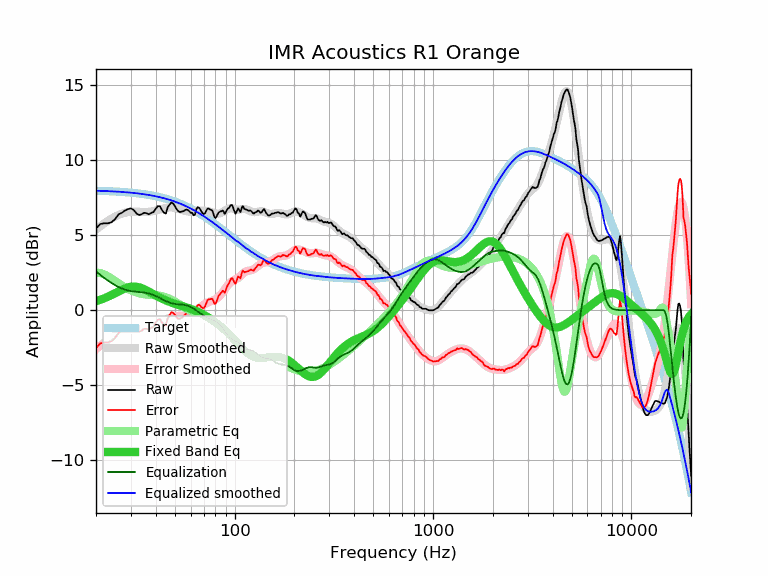 IMR Acoustics R1 Orange
15
10
5
0
−5
−10
Amplitude (dBr)
Target
Raw Smoothed
Error Smoothed
Raw
Error
Parametric Eq
Fixed Band Eq
Equalization
Equalized smoothed
100
1000
10000
Frequency (Hz)